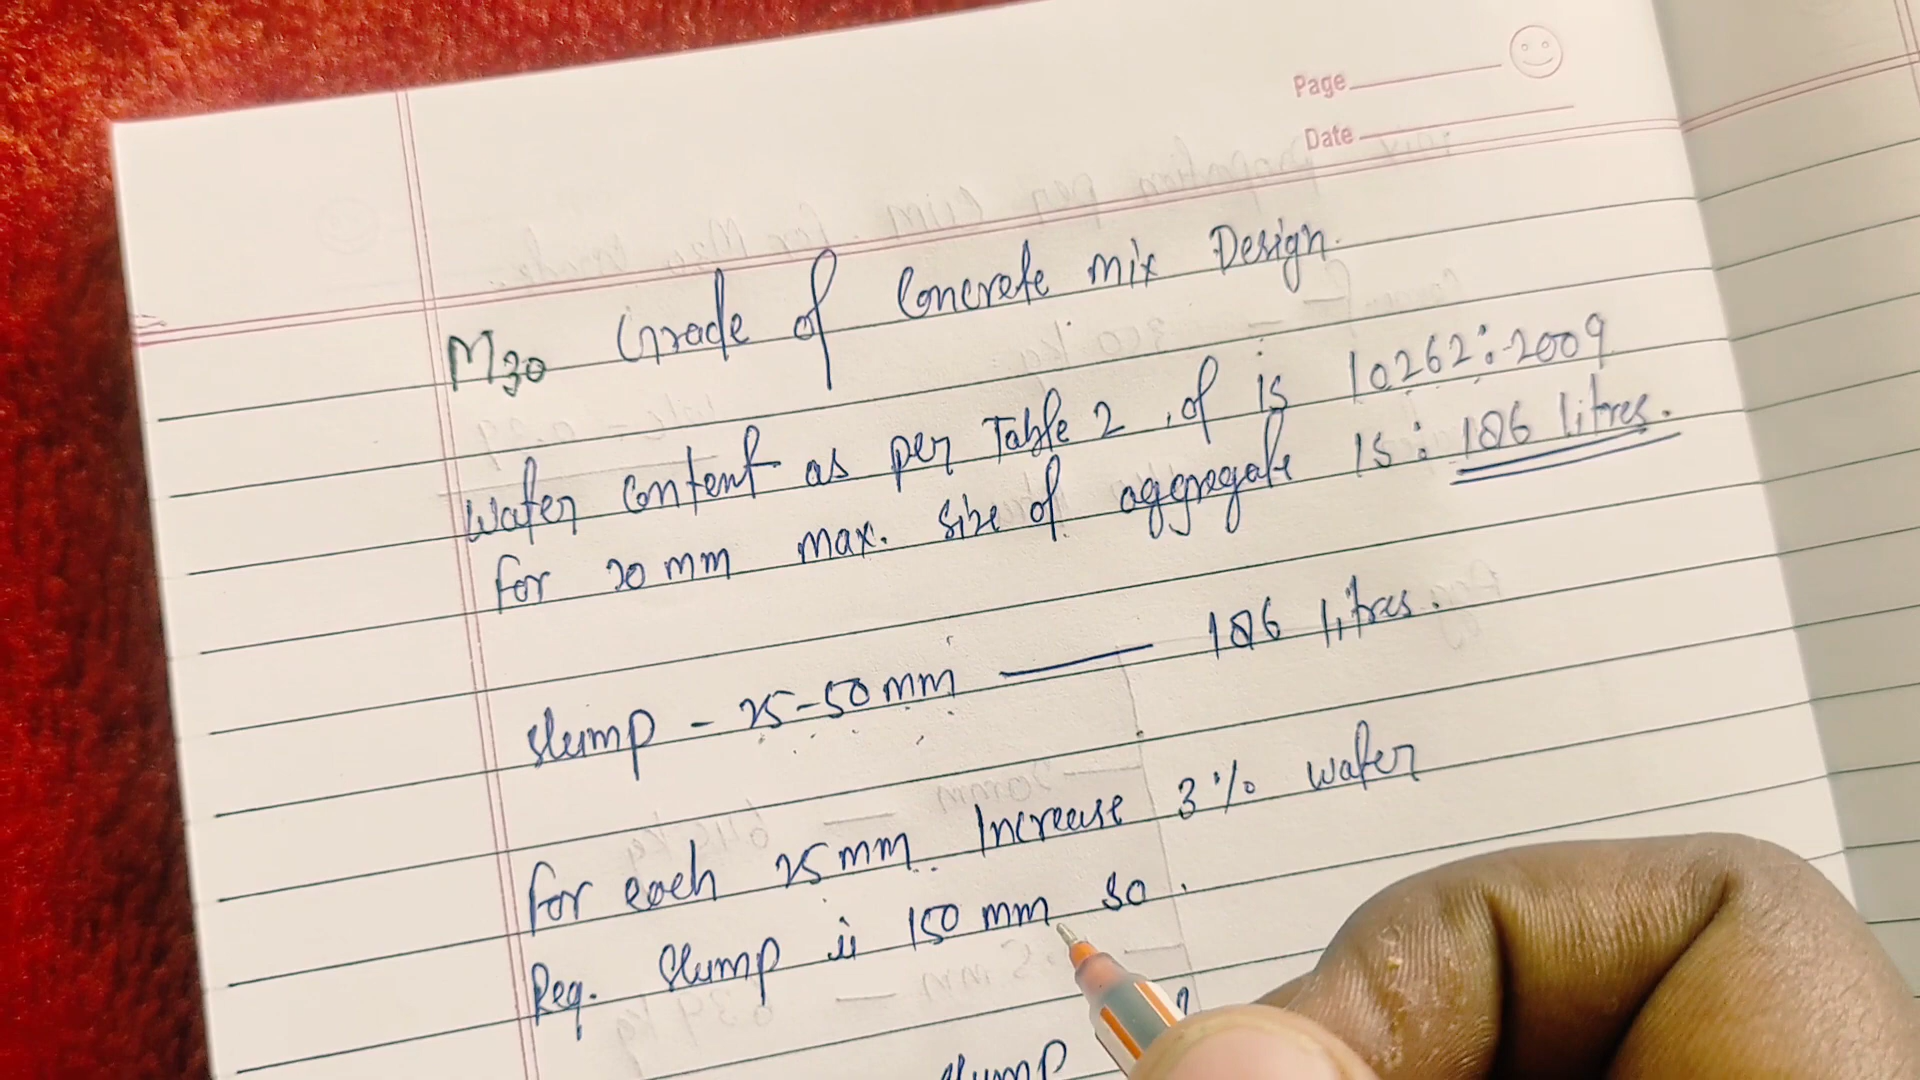 Page
Date
M30 Grade of Concrete mix Design.
Water content as per Table 2, of is 10262:2009
for 20 mm max. Size of aggregate is: 186 litres.
Slump - 25-50 mm — 186 litres.
for each 25 mm. Increase 3% water
Req. Slump is 150 mm so.
slump